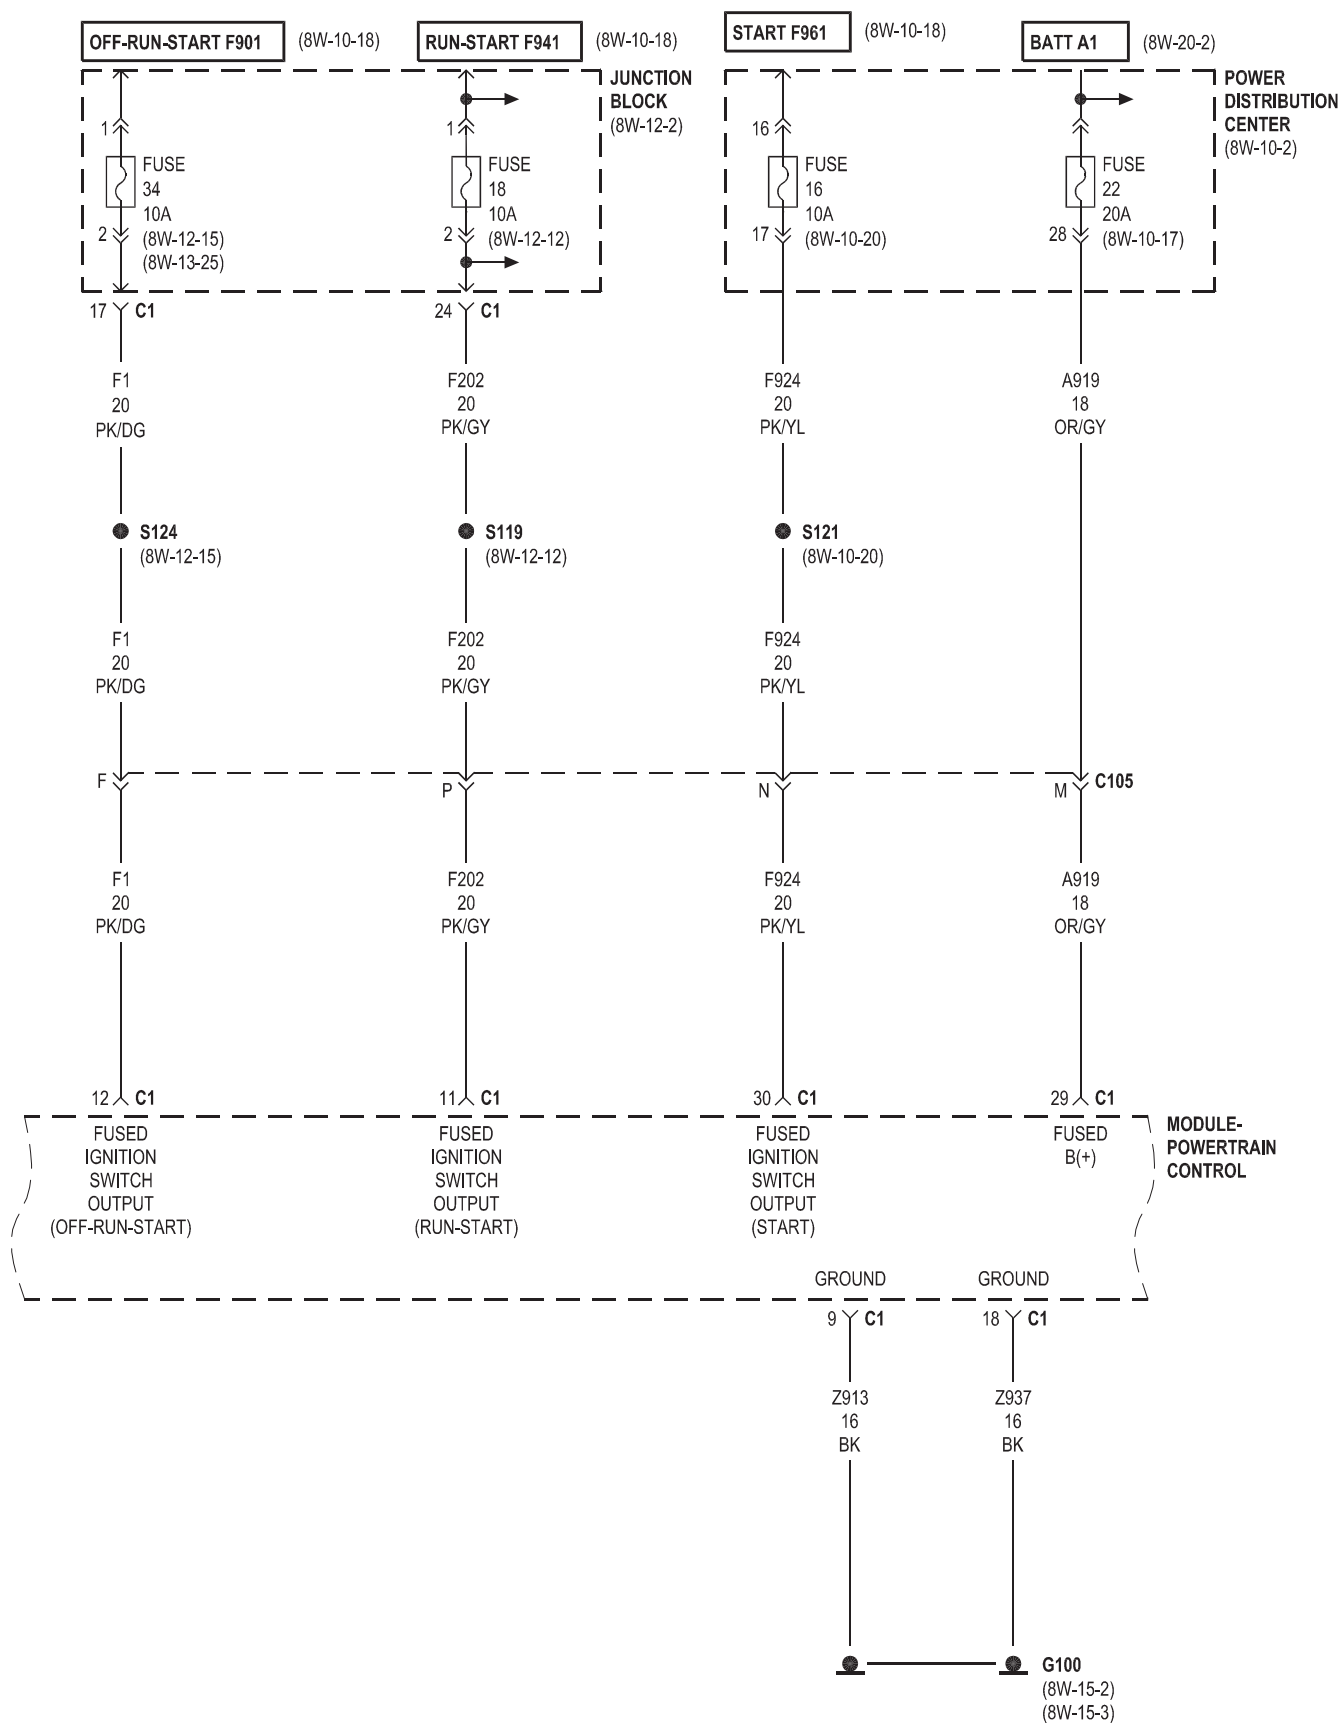 OFF-RUN-START F901 (8W-10-18) RUN-START F941 (8W-10-18) START F961 (8W-10-18) BATT A1 (8W-20-2)
JUNCTION
BLOCK
(8W-12-2)
POWER
DISTRIBUTION
CENTER
(8W-10-2)
1 1 16
FUSE FUSE FUSE FUSE
34 18 16 22
10A 10A 10A 20A
2 (8W-12-15) 2 (8W-12-12) 17 (8W-10-20) 28 (8W-10-17)
(8W-13-25)
17 C1 24 C1
F1 F202 F924 A919
20 20 20 18
PK/DG PK/GY PK/YL OR/GY
S124 S119 S121
(8W-12-15) (8W-12-12) (8W-10-20)
F1 F202 F924
20 20 20
PK/DG PK/GY PK/YL
F P N M C105
F1 F202 F924 A919
20 20 20 18
PK/DG PK/GY PK/YL OR/GY
12 C1 11 C1 30 C1 29 C1
FUSED FUSED FUSED FUSED
IGNITION IGNITION IGNITION B(+)
SWITCH SWITCH SWITCH
OUTPUT OUTPUT OUTPUT
(OFF-RUN-START) (RUN-START) (START)
MODULE-
POWERTRAIN
CONTROL
GROUND GROUND
9 C1 18 C1
Z913 Z937
16 16
BK BK
G100
(8W-15-2)
(8W-15-3)